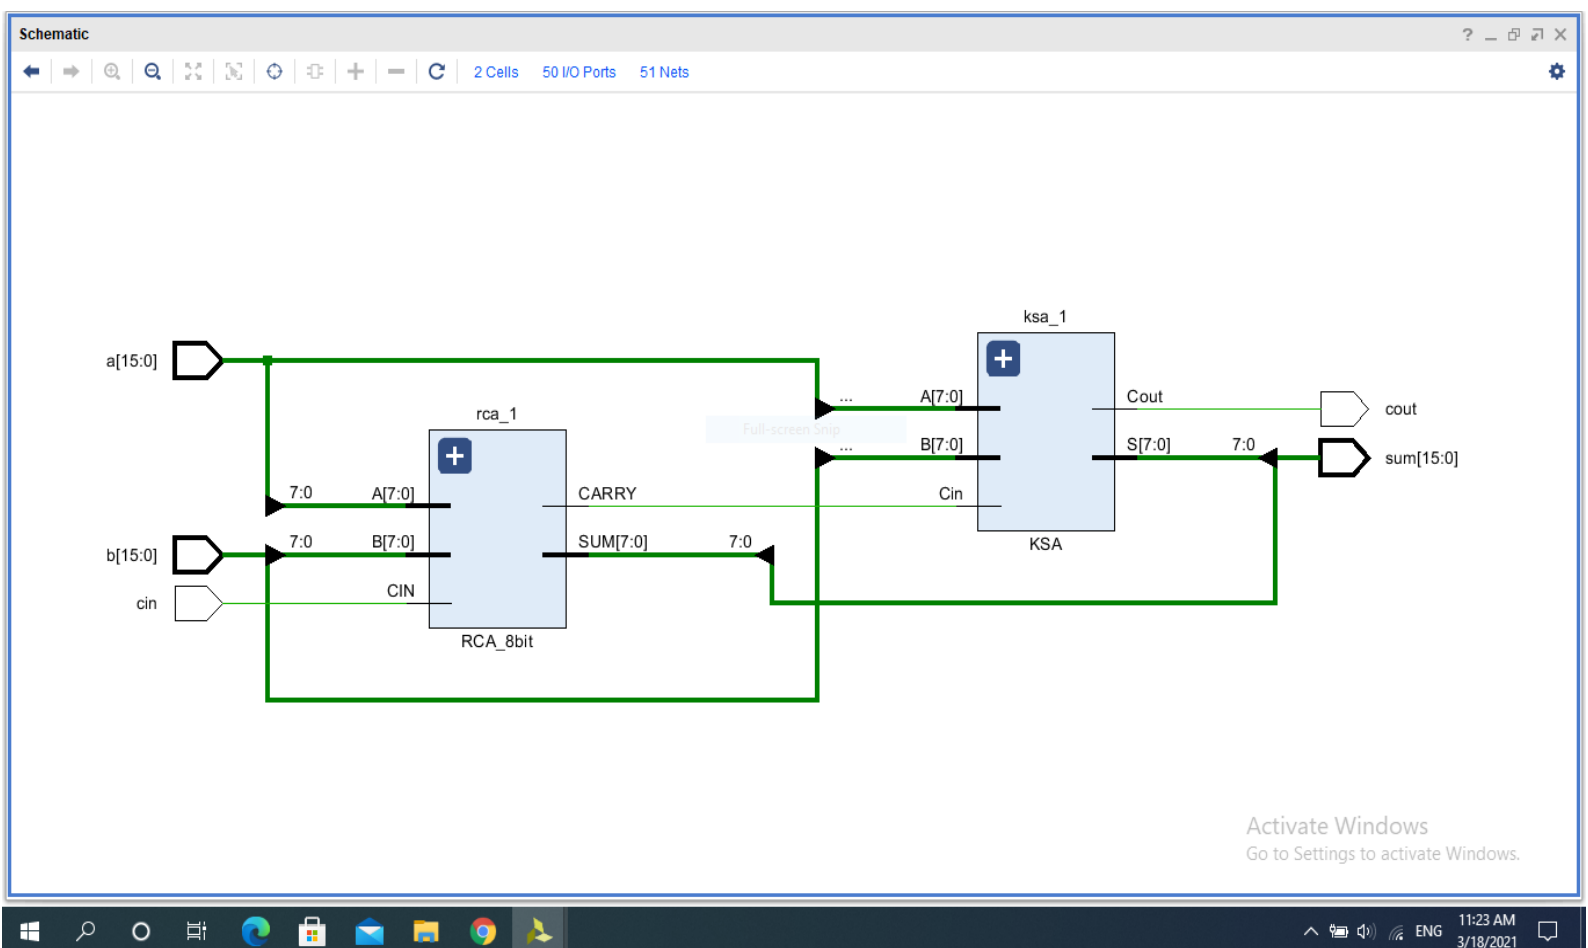 Schematic
2 Cells 50 I/O Ports 51 Nets
ksa_1
a[15:0]
... A[7:0] Cout cout
rca_1
Full-screen Snip
... B[7:0] S[7:0] 7:0 sum[15:0]
7:0 A[7:0] CARRY Cin
b[15:0] 7:0 B[7:0] SUM[7:0] 7:0 KSA
cin CIN
RCA_8bit
Activate Windows
Go to Settings to activate Windows.
ENG 11:23 AM
3/18/2021